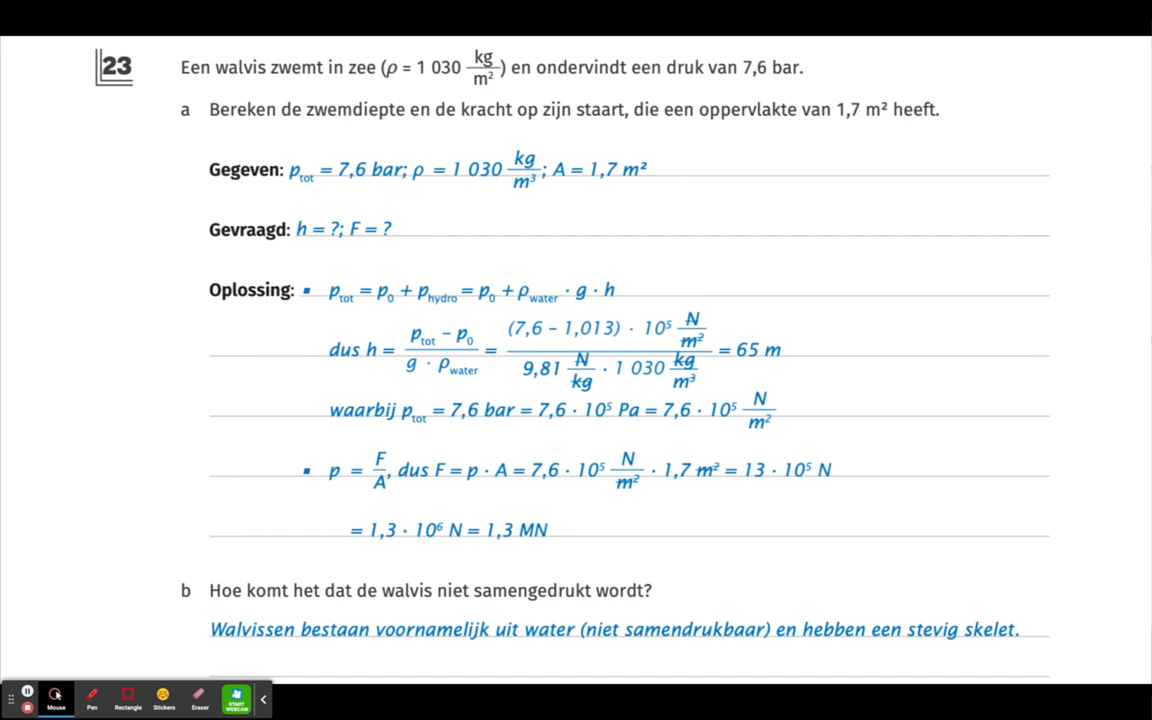 23 Een walvis zwemt in zee (ρ = 1 030 kg/m²) en ondervindt een druk van 7,6 bar.
a Bereken de zwemdiepte en de kracht op zijn staart, die een oppervlakte van 1,7 m² heeft.
Gegeven: p_tot = 7,6 bar; ρ = 1 030 kg/m³; A = 1,7 m²
Gevraagd: h = ?; F = ?
Oplossing: ▪ p_tot = p_0 + p_hydro = p_0 + ρ_water · g · h
dus h = (p_tot − p_0)/(g · ρ_water) = ((7,6 − 1,013) · 10⁵ N/m²)/(9,81 N/kg · 1 030 kg/m³) = 65 m
waarbij p_tot = 7,6 bar = 7,6 · 10⁵ Pa = 7,6 · 10⁵ N/m²
▪ p = F/A, dus F = p · A = 7,6 · 10⁵ N/m² · 1,7 m² = 13 · 10⁵ N
= 1,3 · 10⁶ N = 1,3 MN
b Hoe komt het dat de walvis niet samengedrukt wordt?
Walvissen bestaan voornamelijk uit water (niet samendrukbaar) en hebben een stevig skelet.
Mouse Pen Rectangle Stickers Eraser START WEBCAM